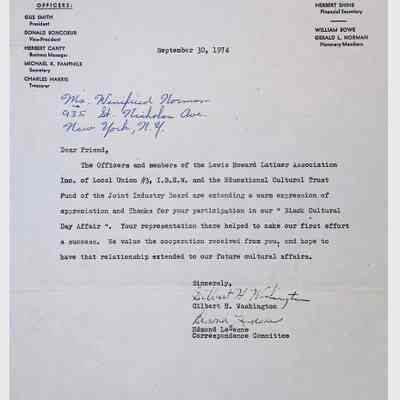 OFFICERS:
GUS SMITH
President
DONALD RONCOEUR
Vice-President
HERBERT CANTY
Business Manager
MICHAEL K. PAMPHILE
Secretary
CHARLES HARRIS
Treasurer
HERBERT SHINE
Financial Secretary
WILLIAM ROWE
GERALD L. NORMAN
Honorary Members
September 30, 1974
Ms. Winifred Norman
935 St. Nicholas Ave.
New York, N.Y.
Dear Friend,
The Officers and members of the Lewis Howard Latimer Association
Inc. of Local Union #3, I.B.E.W. and the Educational Cultural Trust
Fund of the Joint Industry Board are extending a warm expression of
appreciation and Thanks for your participation in our " Black Cultural
Day Affair ". Your representation there helped to make our first effort
a success. We value the cooperation received from you, and hope to
have that relationship extended to our future cultural affairs.
Sincerely,
Gilbert H. Washington
Gilbert H. Washington
Edmond
Correspondence Committee